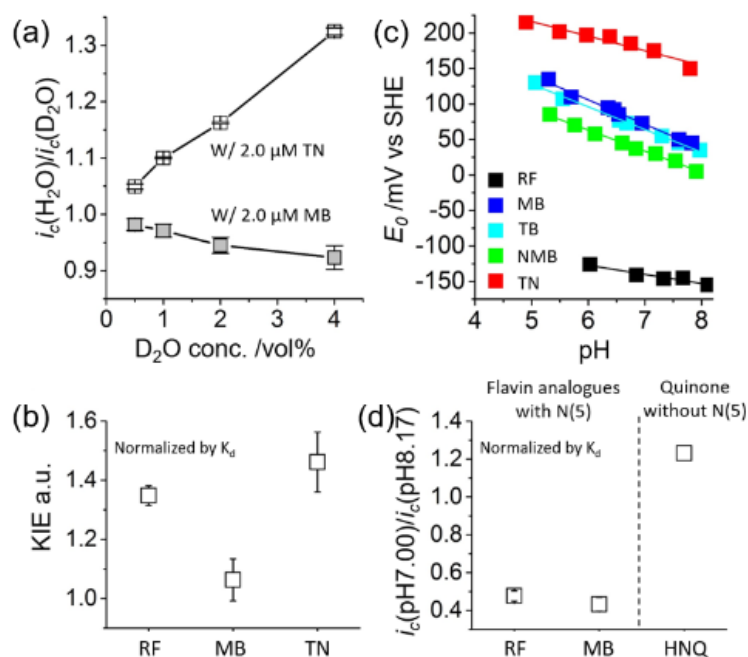 (a)
i_c(H₂O)/i_c(D₂O)
1.3
1.2
1.1
1.0
0.9
W/ 2.0 μM TN
W/ 2.0 μM MB
0 1 2 3 4
D₂O conc. /vol%
(c)
E₀ /mV vs SHE
200
150
100
50
0
-50
-100
-150
RF
MB
TB
NMB
TN
4 5 6 7 8
pH
(b)
KIE a.u.
1.6
1.4
1.2
1.0
Normalized by K_d
RF MB TN
(d)
Flavin analogues
with N(5)
Quinone
without N(5)
i_c(pH7.00)/i_c(pH8.17)
1.4
1.2
1.0
0.8
0.6
0.4
Normalized by K_d
RF MB HNQ